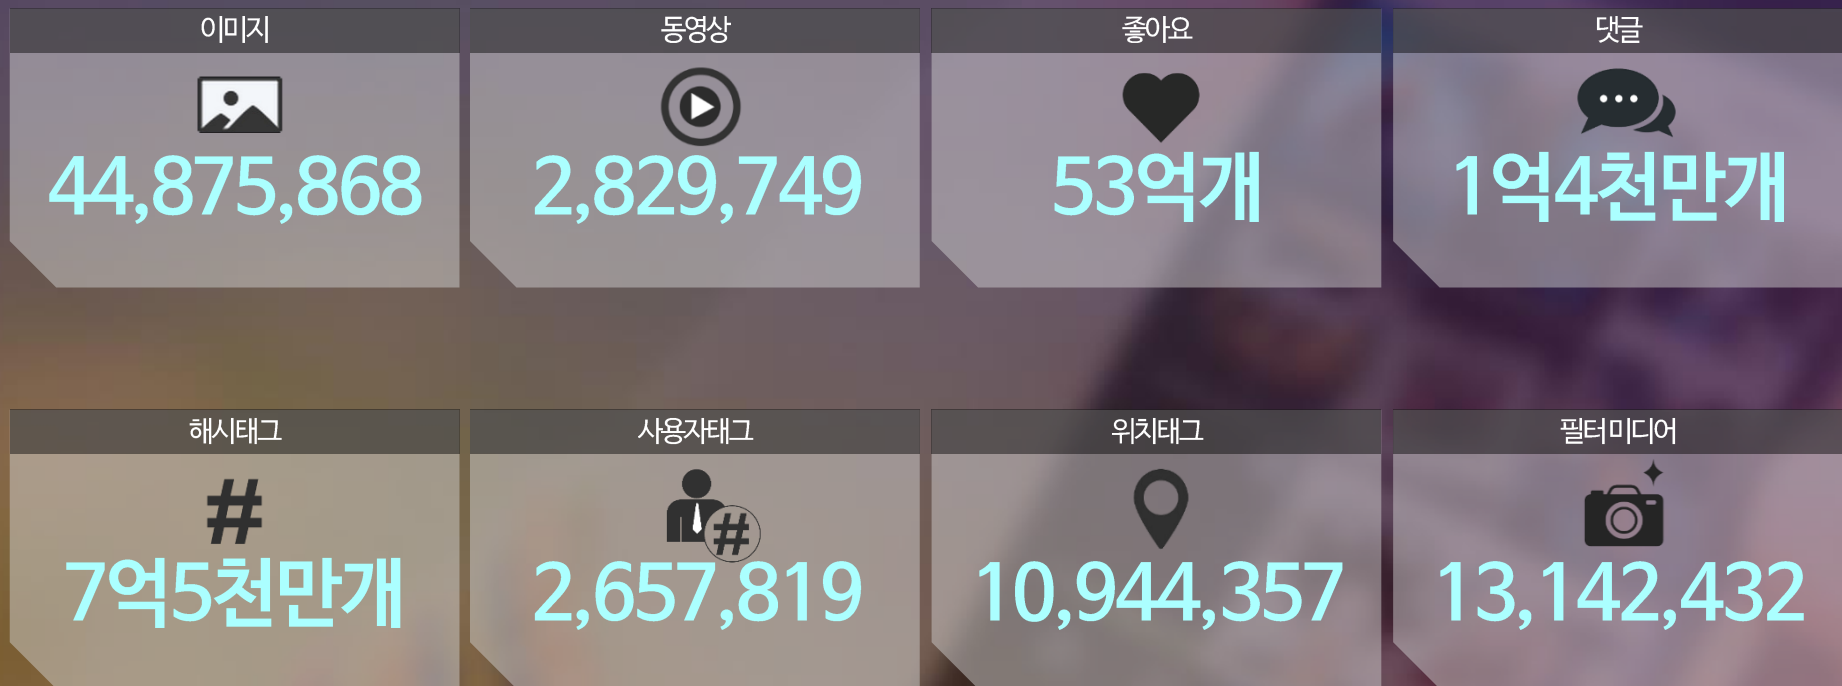 이미지
44,875,868
동영상
2,829,749
좋아요
53억개
댓글
1억4천만개
해시태그
#
7억5천만개
사용자태그
#
2,657,819
위치태그
10,944,357
필터 미디어
13,142,432